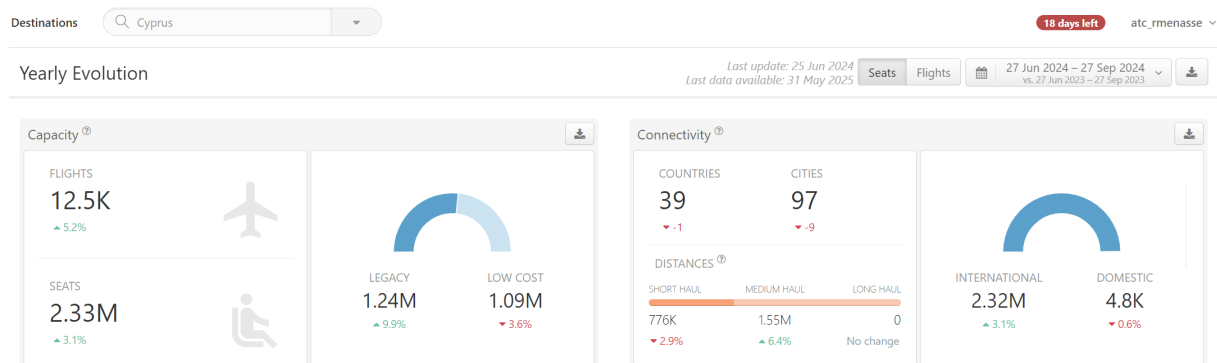 Destinations
Cyprus
18 days left
atc_rmenasse
Yearly Evolution
Last update: 25 Jun 2024
Last data available: 31 May 2025
Seats
Flights
27 Jun 2024 – 27 Sep 2024
vs. 27 Jun 2023 – 27 Sep 2023
Capacity ?
FLIGHTS
12.5K
5.2%
SEATS
2.33M
3.1%
LEGACY
1.24M
9.9%
LOW COST
1.09M
3.6%
Connectivity ?
COUNTRIES
39
-1
CITIES
97
-9
DISTANCES ?
SHORT HAUL MEDIUM HAUL LONG HAUL
776K 1.55M 0
2.9% 6.4% No change
INTERNATIONAL
2.32M
3.1%
DOMESTIC
4.8K
0.6%